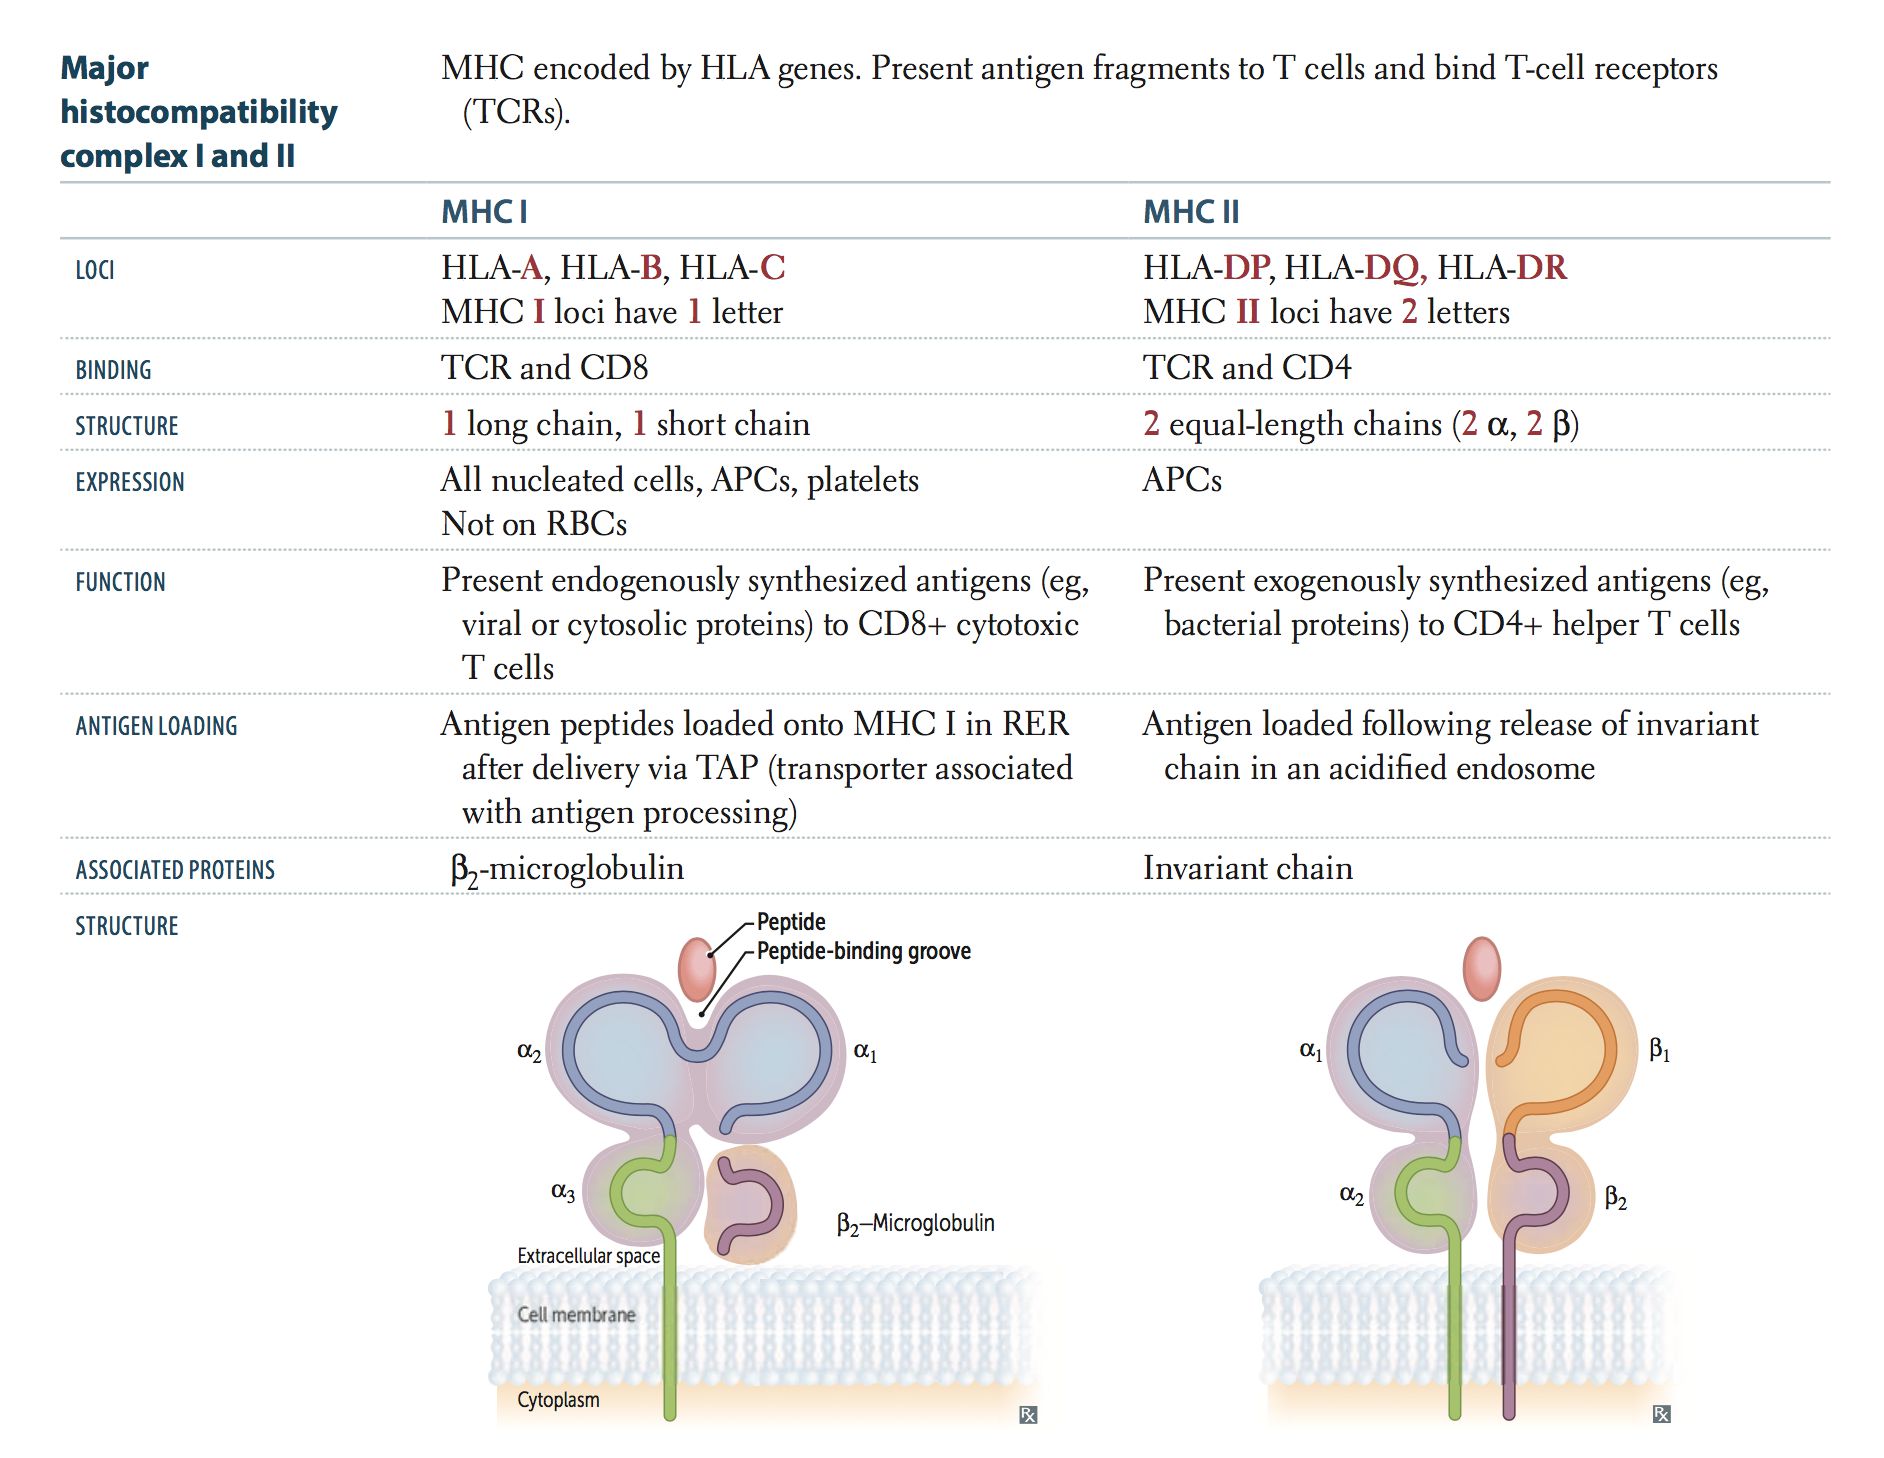 Major
histocompatibility
complex I and II
MHC encoded by HLA genes. Present antigen fragments to T cells and bind T-cell receptors
(TCRs).
MHC I
MHC II
LOCI
HLA-A, HLA-B, HLA-C
MHC I loci have 1 letter
HLA-DP, HLA-DQ, HLA-DR
MHC II loci have 2 letters
BINDING
TCR and CD8
TCR and CD4
STRUCTURE
1 long chain, 1 short chain
2 equal-length chains (2 α, 2 β)
EXPRESSION
All nucleated cells, APCs, platelets
Not on RBCs
APCs
FUNCTION
Present endogenously synthesized antigens (eg,
viral or cytosolic proteins) to CD8+ cytotoxic
T cells
Present exogenously synthesized antigens (eg,
bacterial proteins) to CD4+ helper T cells
ANTIGEN LOADING
Antigen peptides loaded onto MHC I in RER
after delivery via TAP (transporter associated
with antigen processing)
Antigen loaded following release of invariant
chain in an acidified endosome
ASSOCIATED PROTEINS
β₂-microglobulin
Invariant chain
STRUCTURE
Peptide
Peptide-binding groove
α₂
α₁
α₃
β₂–Microglobulin
Extracellular space
Cell membrane
Cytoplasm
℞
α₁
β₁
α₂
β₂
℞